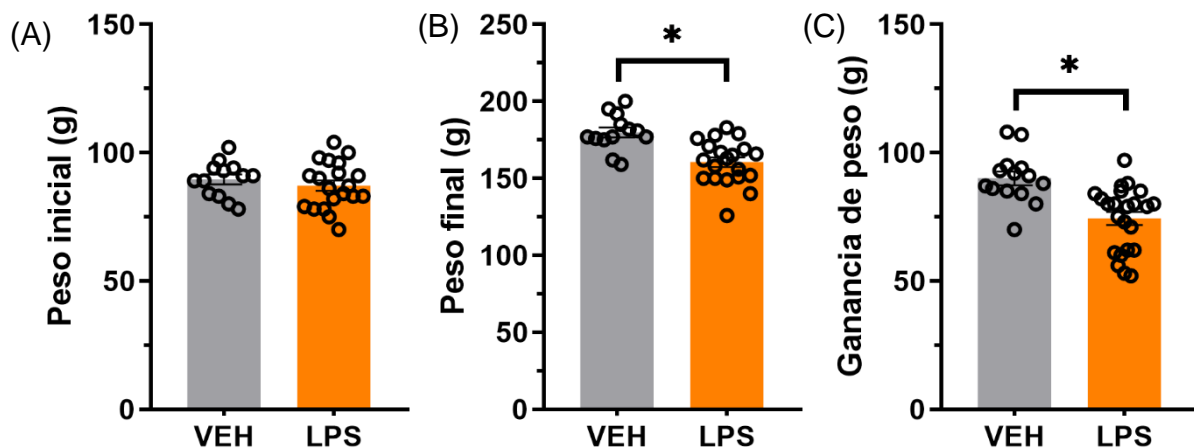 (A)
Peso inicial (g)
150
100
50
0
VEH LPS
(B)
Peso final (g)
250
200
150
100
50
0
*
VEH LPS
(C)
Ganancia de peso (g)
150
100
50
0
*
VEH LPS